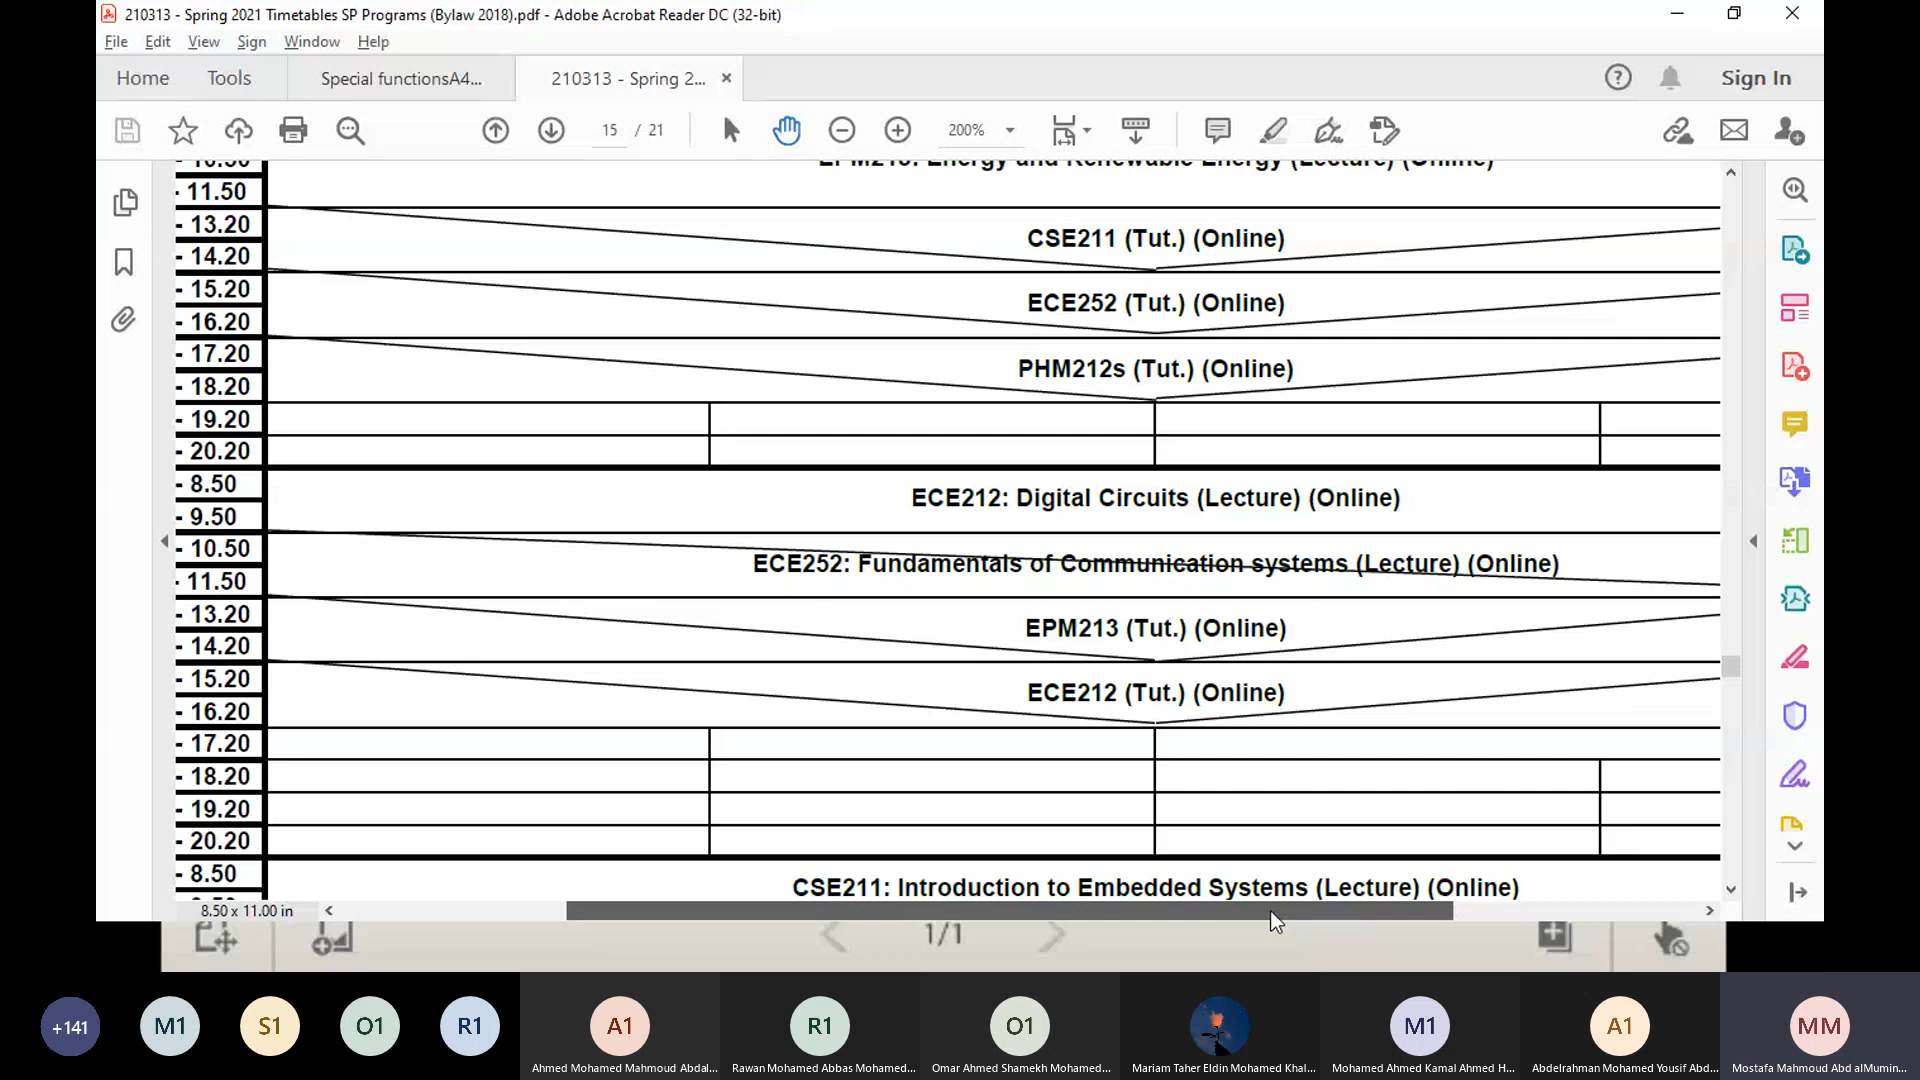 210313 - Spring 2021 Timetables SP Programs (Bylaw 2018).pdf - Adobe Acrobat Reader DC (32-bit)
File Edit View Sign Window Help
Home Tools Special functionsA4... 210313 - Spring 2... Sign In
15 / 21 200%
EPM213: Energy and Renewable Energy (Lecture) (Online)
- 11.50
- 13.20
CSE211 (Tut.) (Online)
- 14.20
- 15.20
ECE252 (Tut.) (Online)
- 16.20
- 17.20
PHM212s (Tut.) (Online)
- 18.20
- 19.20
- 20.20
- 8.50
ECE212: Digital Circuits (Lecture) (Online)
- 9.50
- 10.50
ECE252: Fundamentals of Communication systems (Lecture) (Online)
- 11.50
- 13.20
EPM213 (Tut.) (Online)
- 14.20
- 15.20
ECE212 (Tut.) (Online)
- 16.20
- 17.20
- 18.20
- 19.20
- 20.20
- 8.50
CSE211: Introduction to Embedded Systems (Lecture) (Online)
8.50 x 11.00 in
1/1
+141 M1 S1 O1 R1 A1 R1 O1 M1 A1 MM
Ahmed Mohamed Mahmoud Abdal... Rawan Mohamed Abbas Mohamed... Omar Ahmed Shamekh Mohamed... Mariam Taher Eldin Mohamed Khal... Mohamed Ahmed Kamal Ahmed H... Abdelrahman Mohamed Yousif Abd... Mostafa Mahmoud Abd alMumin...